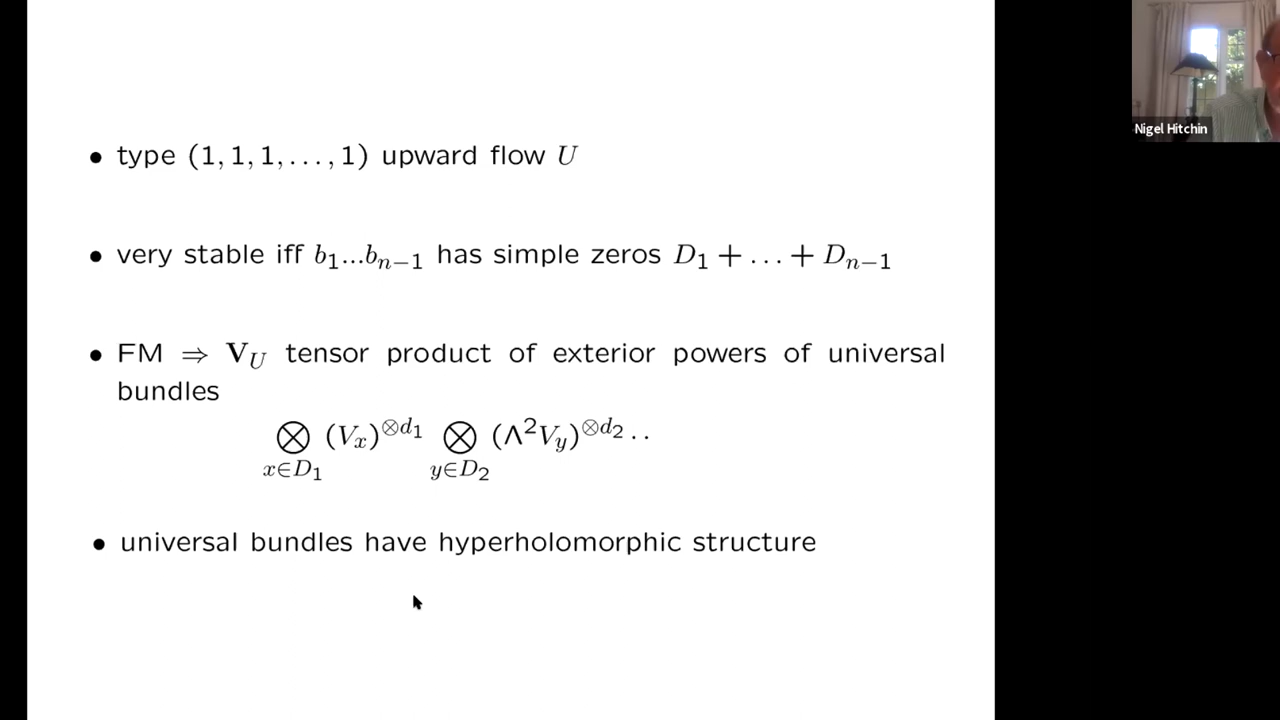 • type (1, 1, 1, . . . , 1) upward flow U
• very stable iff b₁...bₙ₋₁ has simple zeros D₁ + . . . + Dₙ₋₁
• FM ⇒ V_U tensor product of exterior powers of universal
bundles
⨂_{x∈D₁} (Vₓ)^{⊗d₁} ⨂_{y∈D₂} (Λ²V_y)^{⊗d₂} . .
• universal bundles have hyperholomorphic structure
Nigel Hitchin